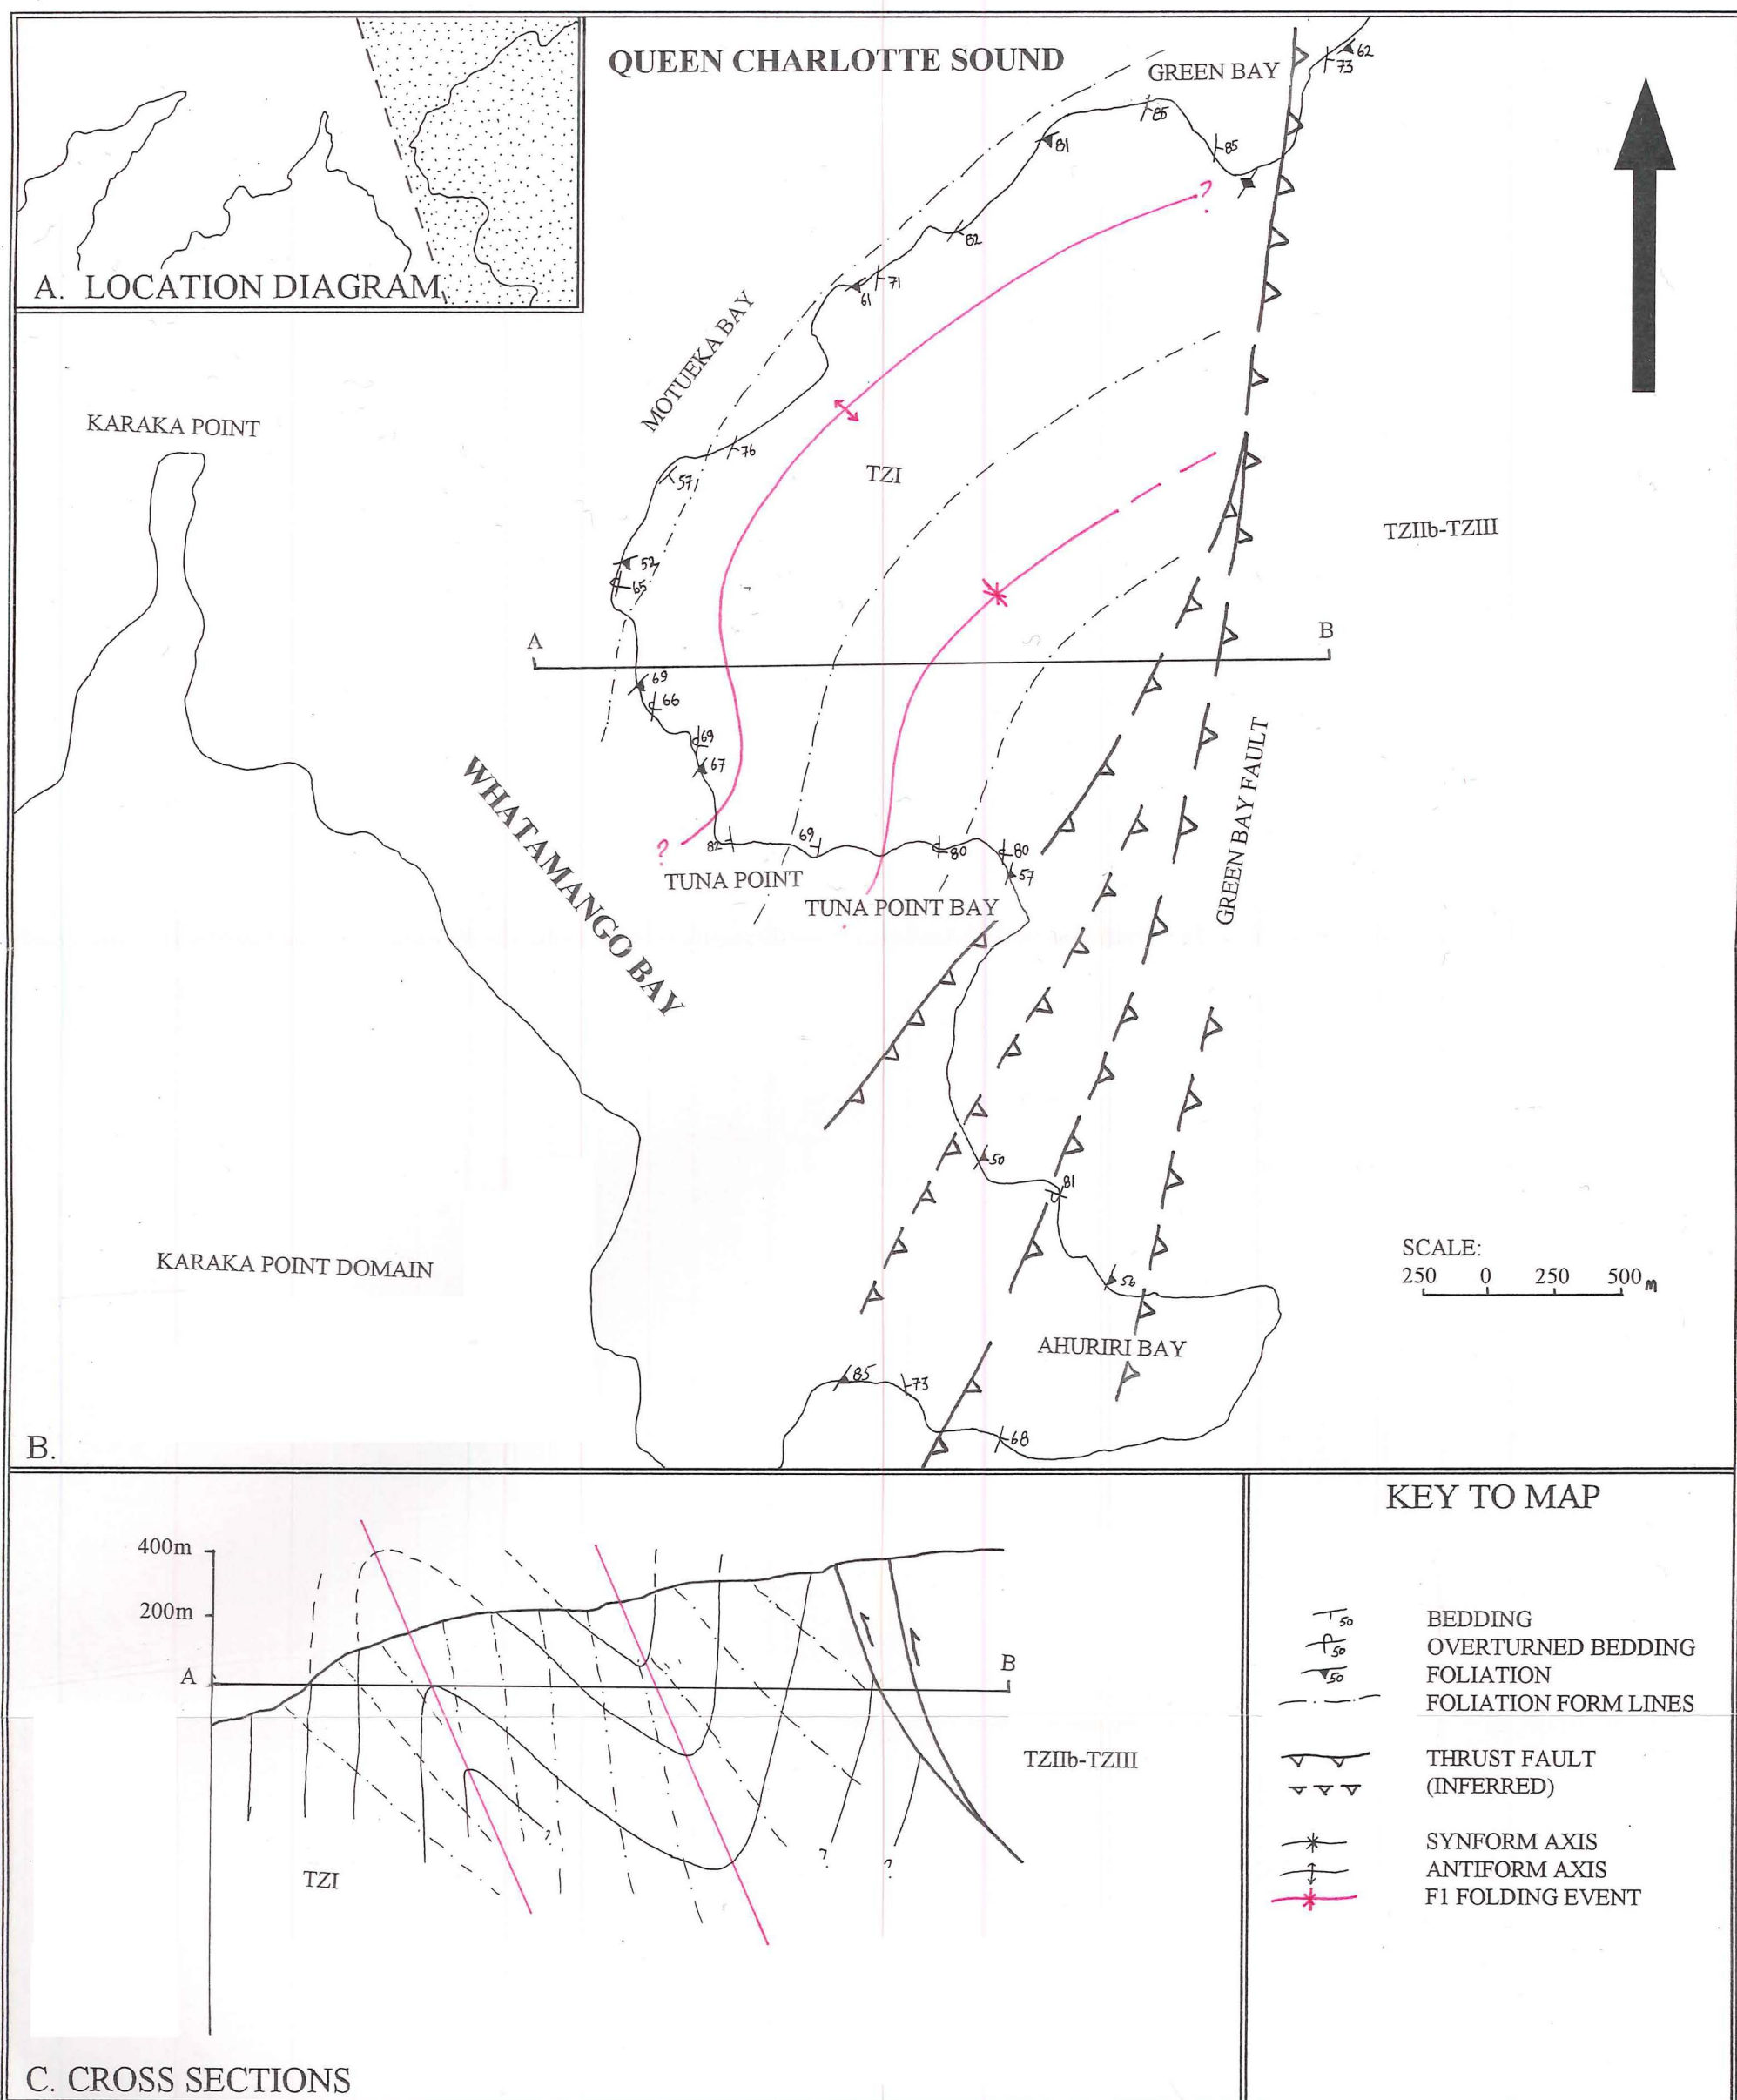 QUEEN CHARLOTTE SOUND
GREEN BAY
62
73
85
81
85
A. LOCATION DIAGRAM
82
71
61
MOTUEKA BAY
KARAKA POINT
?
76
57
TZI
TZIIb-TZIII
52
65
A
B
69
66
69
67
WHATAMANGO BAY
GREEN BAY FAULT
?
82
69
80
80
57
TUNA POINT
TUNA POINT BAY
50
81
KARAKA POINT DOMAIN
56
SCALE:
250 0 250 500m
AHURIRI BAY
85
73
68
B.
400m
200m
A
B
TZIIb-TZIII
?
?
?
TZI
C. CROSS SECTIONS
KEY TO MAP
50 BEDDING
50 OVERTURNED BEDDING
50 FOLIATION
FOLIATION FORM LINES
THRUST FAULT
(INFERRED)
SYNFORM AXIS
ANTIFORM AXIS
F1 FOLDING EVENT